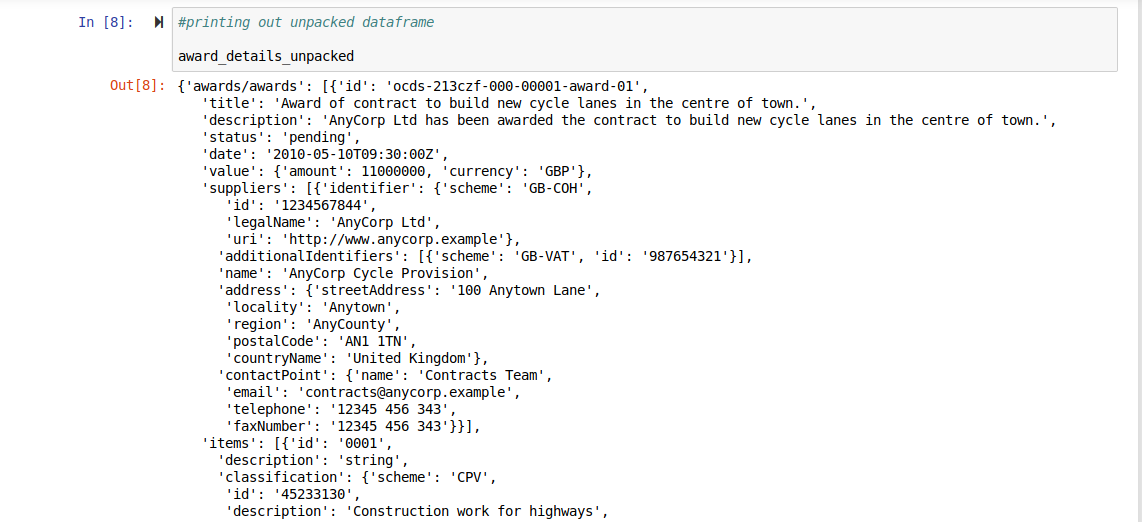 In [8]:
#printing out unpacked dataframe
award_details_unpacked
Out[8]: {'awards/awards': [{'id': 'ocds-213czf-000-00001-award-01',
'title': 'Award of contract to build new cycle lanes in the centre of town.',
'description': 'AnyCorp Ltd has been awarded the contract to build new cycle lanes in the centre of town.',
'status': 'pending',
'date': '2010-05-10T09:30:00Z',
'value': {'amount': 11000000, 'currency': 'GBP'},
'suppliers': [{'identifier': {'scheme': 'GB-COH',
'id': '1234567844',
'legalName': 'AnyCorp Ltd',
'uri': 'http://www.anycorp.example'},
'additionalIdentifiers': [{'scheme': 'GB-VAT', 'id': '987654321'}],
'name': 'AnyCorp Cycle Provision',
'address': {'streetAddress': '100 Anytown Lane',
'locality': 'Anytown',
'region': 'AnyCounty',
'postalCode': 'AN1 1TN',
'countryName': 'United Kingdom'},
'contactPoint': {'name': 'Contracts Team',
'email': 'contracts@anycorp.example',
'telephone': '12345 456 343',
'faxNumber': '12345 456 343'}}],
'items': [{'id': '0001',
'description': 'string',
'classification': {'scheme': 'CPV',
'id': '45233130',
'description': 'Construction work for highways',